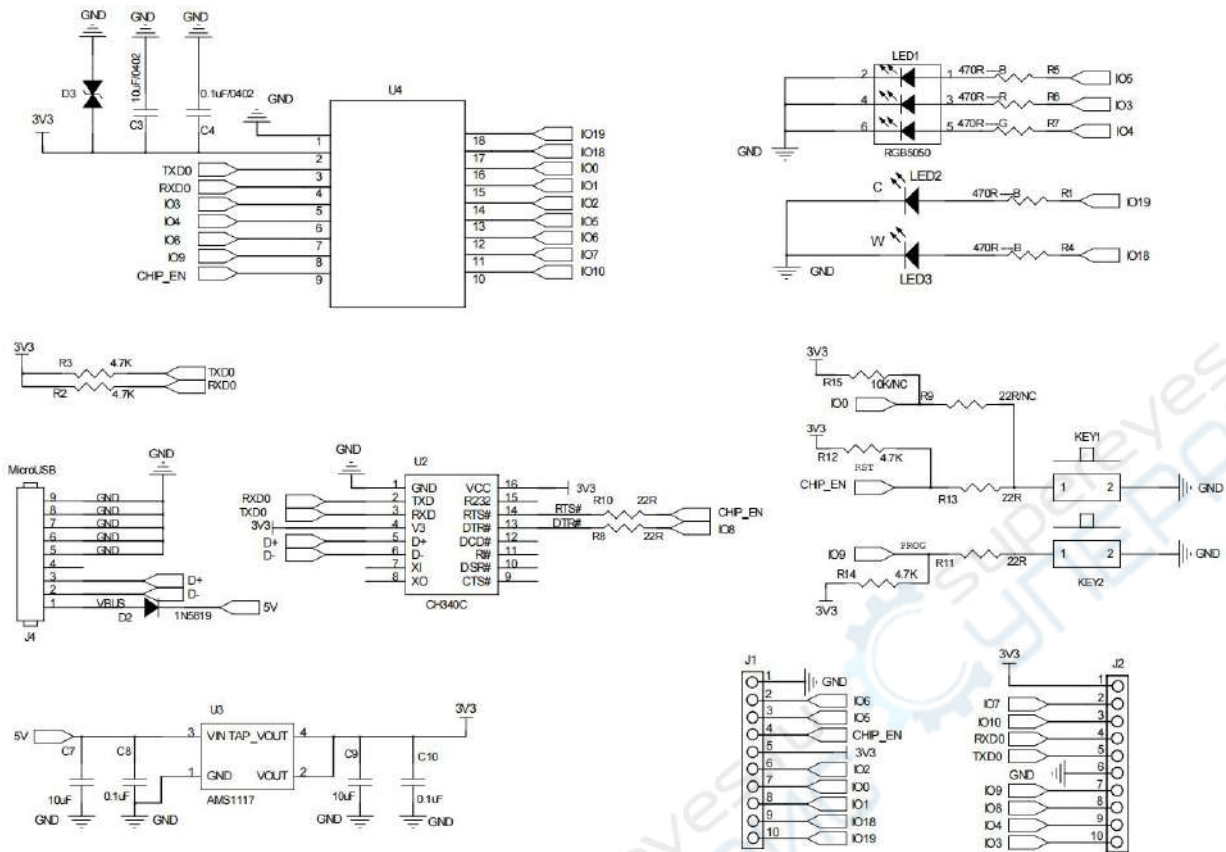 GND
GND
GND
D3
10uF/0402
C3
0.1uF/0402
C4
3V3
GND
U4
1
2
TXD0
3
RXD0
4
IO3
5
IO4
6
IO8
7
IO9
8
CHIP_EN
9
18
IO19
17
IO18
16
IO0
15
IO1
14
IO2
13
IO5
12
IO6
11
IO7
10
IO10
LED1
2
1
470R---B
R5
IO5
4
3
470R---R
R6
IO3
6
5
470R---G
R7
IO4
GND
RGB5050
C
LED2
470R---B
R1
IO19
W
LED3
470R---B
R4
IO18
GND
3V3
R3
4.7K
TXD0
R2
4.7K
RXD0
MicroUSB
GND
9
GND
8
GND
7
GND
6
GND
5
GND
4
3
D+
2
D-
1
VBUS
D2
1N5819
5V
J4
GND
U2
1
GND
VCC
16
3V3
RXD0
2
TXD
R232
15
TXD0
3
RXD
RTS#
14
RTS#
R10
22R
CHIP_EN
3V3
4
V3
DTR#
13
DTR#
R8
22R
IO8
D+
5
D+
DCD#
12
D-
6
D-
RI#
11
7
XI
DSR#
10
8
XO
CTS#
9
CH340C
3V3
R15
10K/NC
IO0
R9
22R/NC
3V3
R12
4.7K
RST
CHIP_EN
R13
22R
KEY1
1
2
GND
IO9
PROG
R11
22R
1
2
GND
KEY2
R14
4.7K
3V3
5V
C7
10uF
GND
C8
0.1uF
GND
U3
3
VIN
TAP_VOUT
4
1
GND
VOUT
2
AMS1117
C9
10uF
GND
C10
0.1uF
GND
3V3
J1
1
GND
2
IO6
3
IO5
4
CHIP_EN
5
3V3
6
IO2
7
IO0
8
IO1
9
IO18
10
IO19
3V3
J2
1
IO7
2
IO10
3
RXD0
4
TXD0
5
GND
6
IO9
7
IO8
8
IO4
9
IO3
10
supereyes
СУПЕР